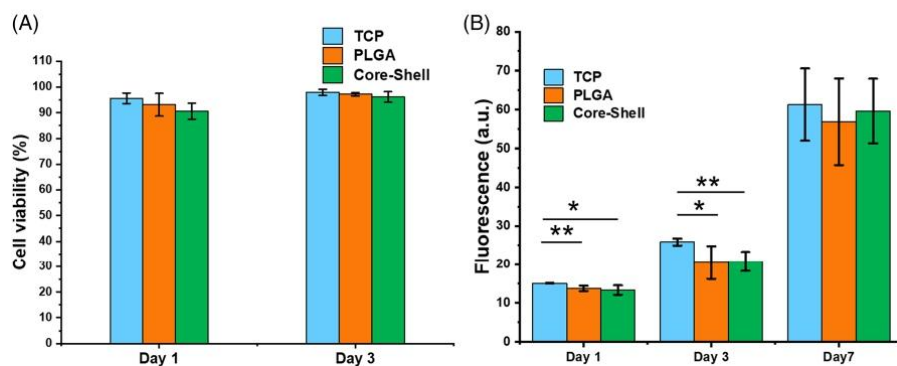 (A)
TCP
PLGA
Core-Shell
Cell viability (%)
110
100
90
80
70
60
50
40
30
20
10
0
Day 1
Day 3
(B)
TCP
PLGA
Core-Shell
Fluorescence (a.u.)
80
70
60
50
40
30
20
10
0
*
**
**
*
Day 1
Day 3
Day7